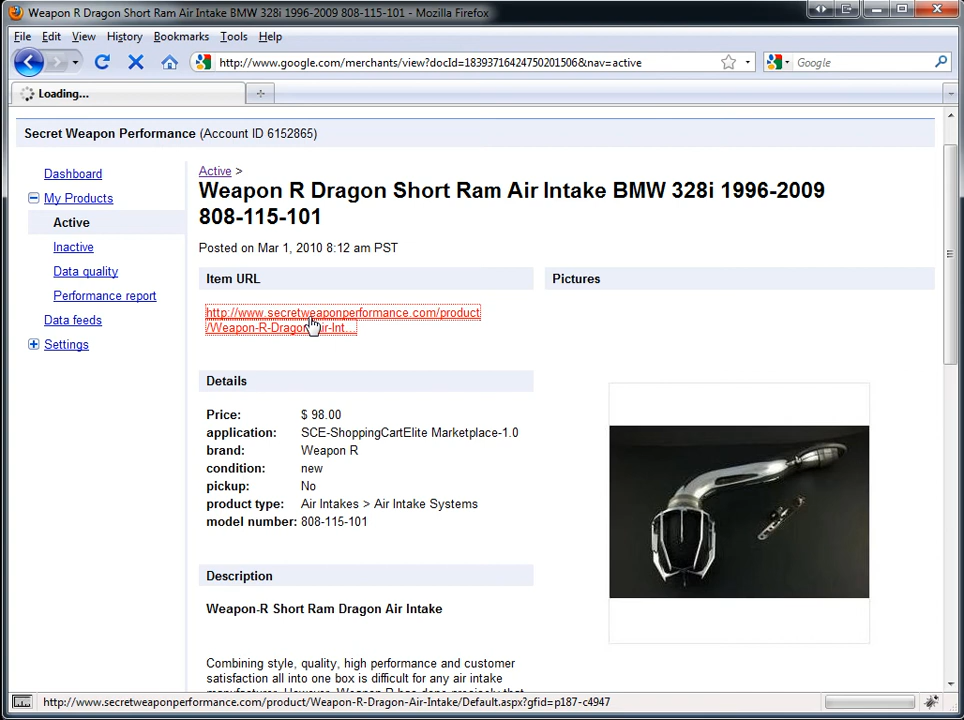 Weapon R Dragon Short Ram Air Intake BMW 328i 1996-2009 808-115-101 - Mozilla Firefox
File Edit View History Bookmarks Tools Help
http://www.google.com/merchants/view?docId=18393716424750201506&nav=active
Google
Loading...
Secret Weapon Performance (Account ID 6152865)
Dashboard
My Products
Active
Inactive
Data quality
Performance report
Data feeds
Settings
Active >
Weapon R Dragon Short Ram Air Intake BMW 328i 1996-2009
808-115-101
Posted on Mar 1, 2010 8:12 am PST
Item URL
http://www.secretweaponperformance.com/product
/Weapon-R-Dragon-Air-Int...
Pictures
Details
Price: $ 98.00
application: SCE-ShoppingCartElite Marketplace-1.0
brand: Weapon R
condition: new
pickup: No
product type: Air Intakes > Air Intake Systems
model number: 808-115-101
Description
Weapon-R Short Ram Dragon Air Intake
Combining style, quality, high performance and customer
satisfaction all into one box is difficult for any air intake
manufacturer. However, Weapon R has done precisely that
http://www.secretweaponperformance.com/product/Weapon-R-Dragon-Air-Intake/Default.aspx?gfid=p187-c4947